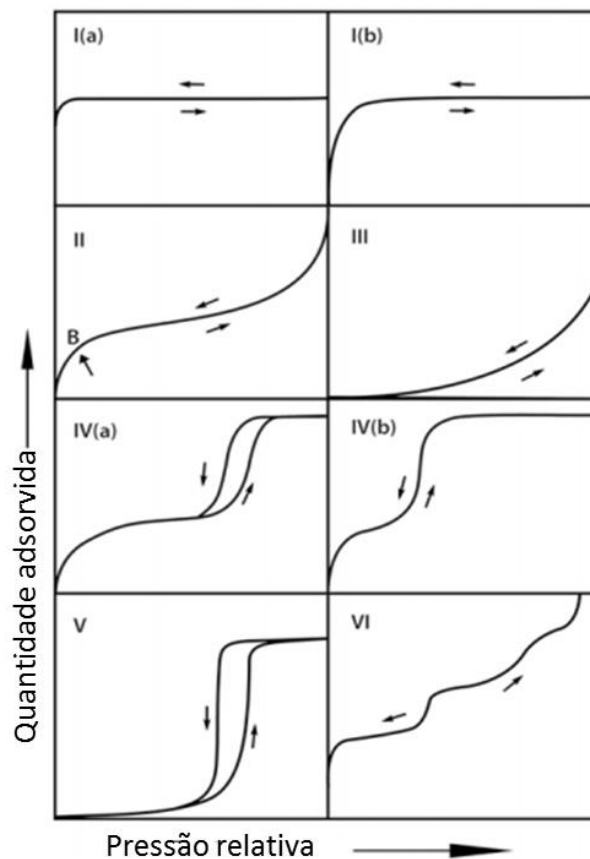 I(a)
I(b)
II
III
B
IV(a)
IV(b)
V
VI
Quantidade adsorvida
Pressão relativa